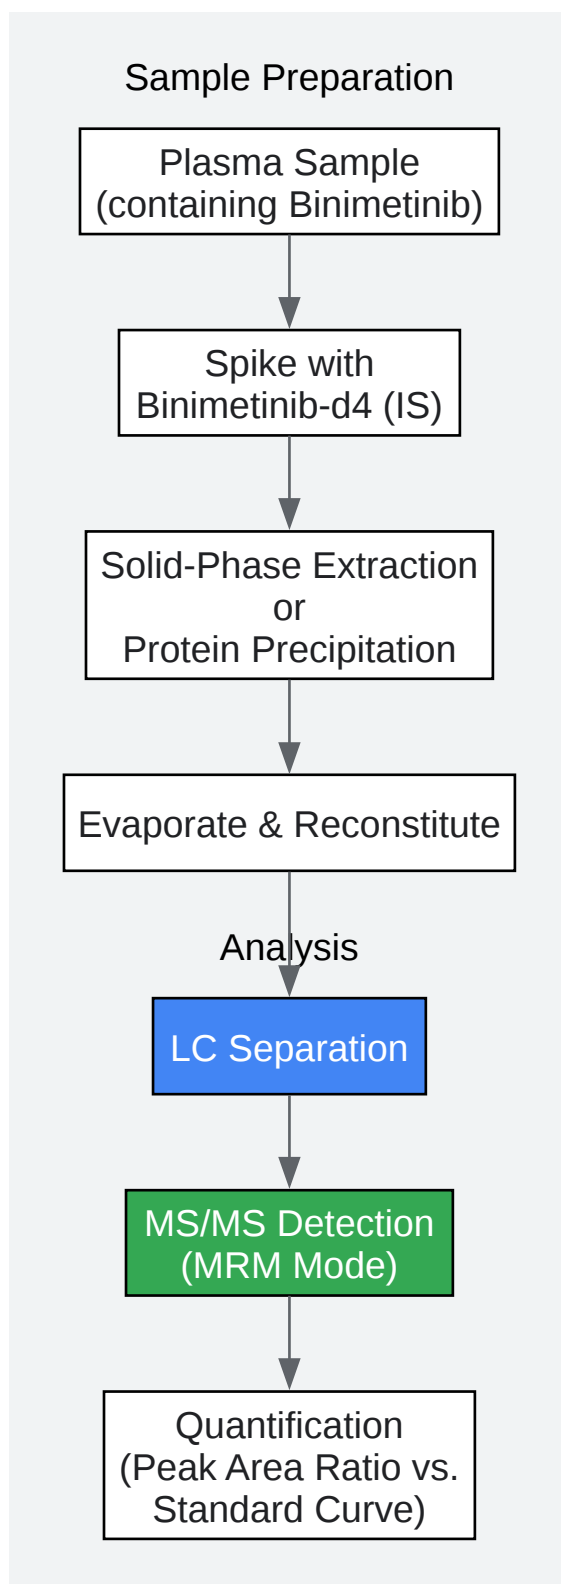 Sample Preparation
Plasma Sample
(containing Binimetinib)
Spike with
Binimetinib-d4 (IS)
Solid-Phase Extraction
or
Protein Precipitation
Evaporate & Reconstitute
Analysis
LC Separation
MS/MS Detection
(MRM Mode)
Quantification
(Peak Area Ratio vs.
Standard Curve)